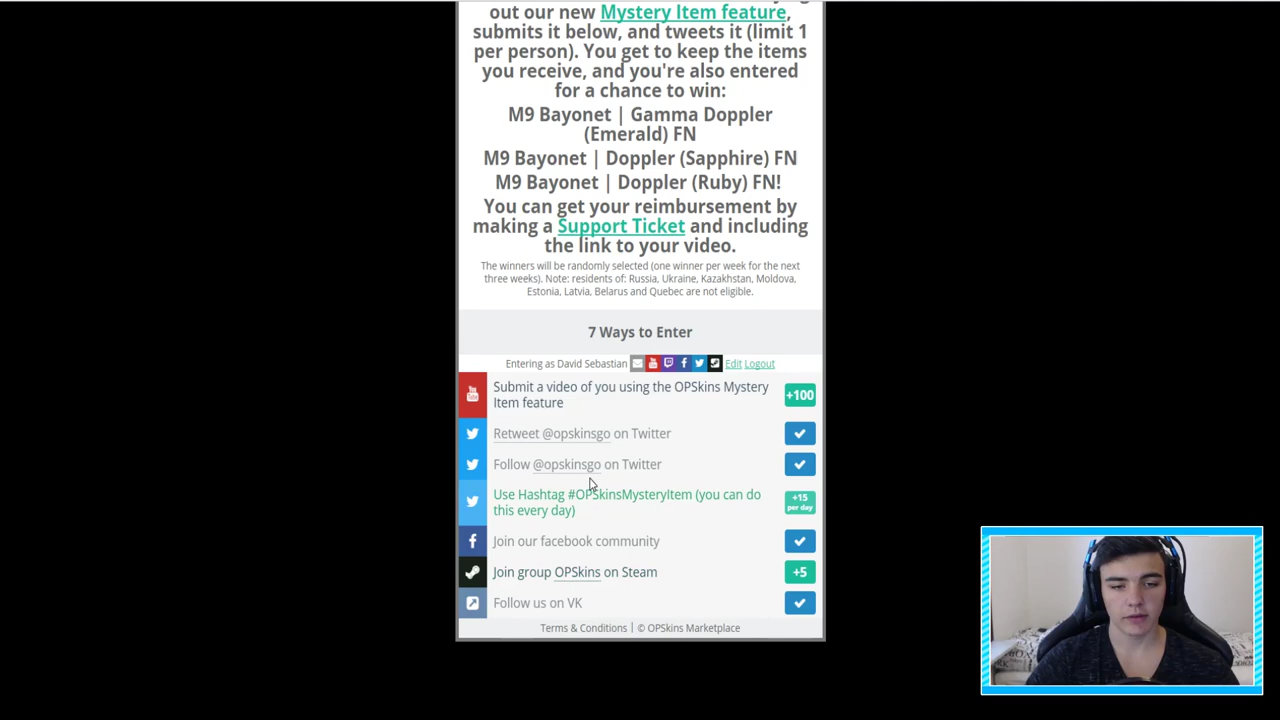 out our new Mystery Item feature,
submits it below, and tweets it (limit 1
per person). You get to keep the items
you receive, and you're also entered
for a chance to win:
M9 Bayonet | Gamma Doppler
(Emerald) FN
M9 Bayonet | Doppler (Sapphire) FN
M9 Bayonet | Doppler (Ruby) FN!
You can get your reimbursement by
making a Support Ticket and including
the link to your video.
The winners will be randomly selected (one winner per week for the next
three weeks). Note: residents of: Russia, Ukraine, Kazakhstan, Moldova,
Estonia, Latvia, Belarus and Quebec are not eligible.
7 Ways to Enter
Entering as David Sebastian Edit Logout
Submit a video of you using the OPSkins Mystery
Item feature
+100
Retweet @opskinsgo on Twitter
Follow @opskinsgo on Twitter
Use Hashtag #OPSkinsMysteryItem (you can do
this every day)
+15
per day
Join our facebook community
Join group OPSkins on Steam
+5
Follow us on VK
Terms & Conditions | © OPSkins Marketplace